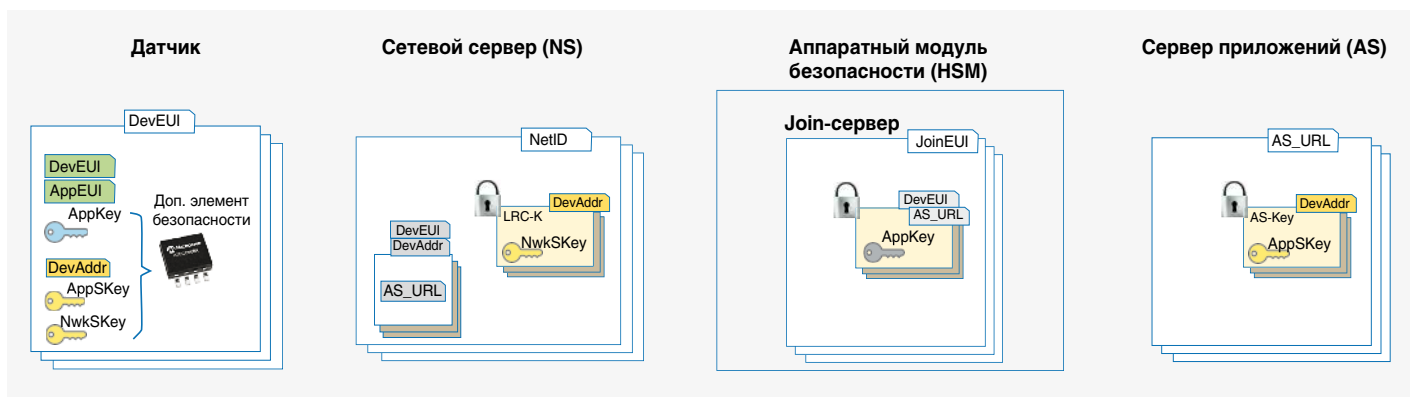 Датчик
DevEUI
DevEUI
AppEUI
AppKey
Доп. элемент
безопасности
DevAddr
AppSKey
NwkSKey
Сетевой сервер (NS)
NetID
DevEUI
DevAddr
AS_URL
LRC-K
DevAddr
NwkSKey
Аппаратный модуль
безопасности (HSM)
Join-сервер
JoinEUI
DevEUI
AS_URL
AppKey
Сервер приложений (AS)
AS_URL
AS-Key
DevAddr
AppSKey